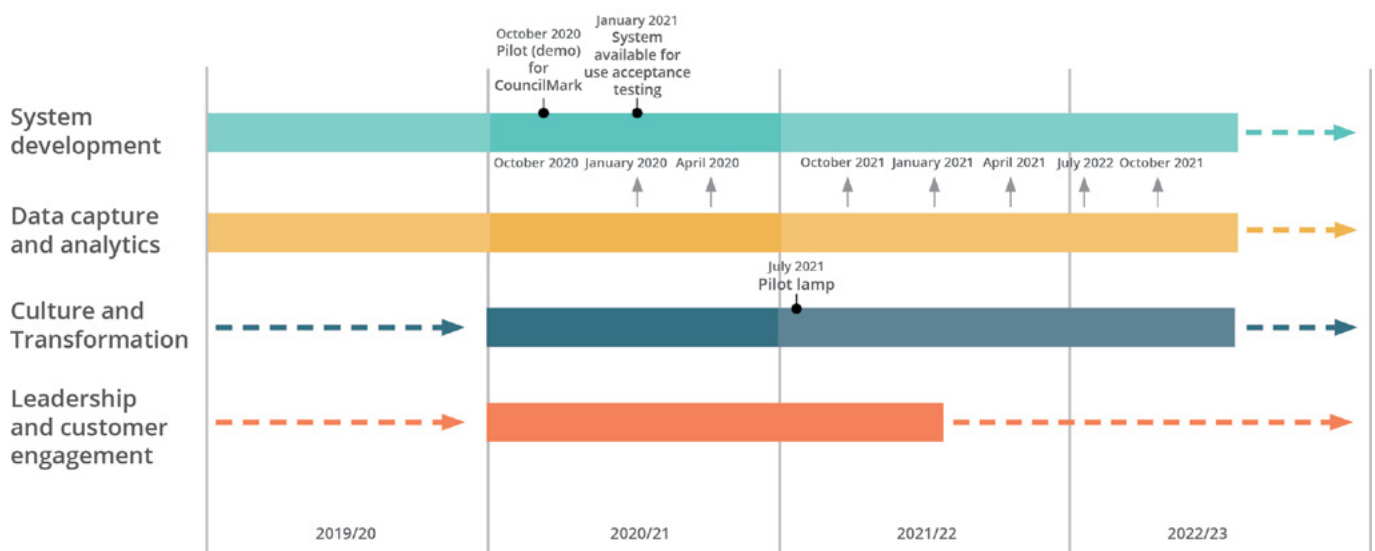 January 2021
October 2020
System
Pilot (demo)
available for
for
use acceptance
CouncilMark
testing
System
development
October 2020
January 2020
April 2020
October 2021
January 2021
April 2021
July 2022
October 2021
Data capture
and analytics
July 2021
Pilot lamp
Culture and
Transformation
Leadership
and customer
engagement
2019/20
2020/21
2021/22
2022/23